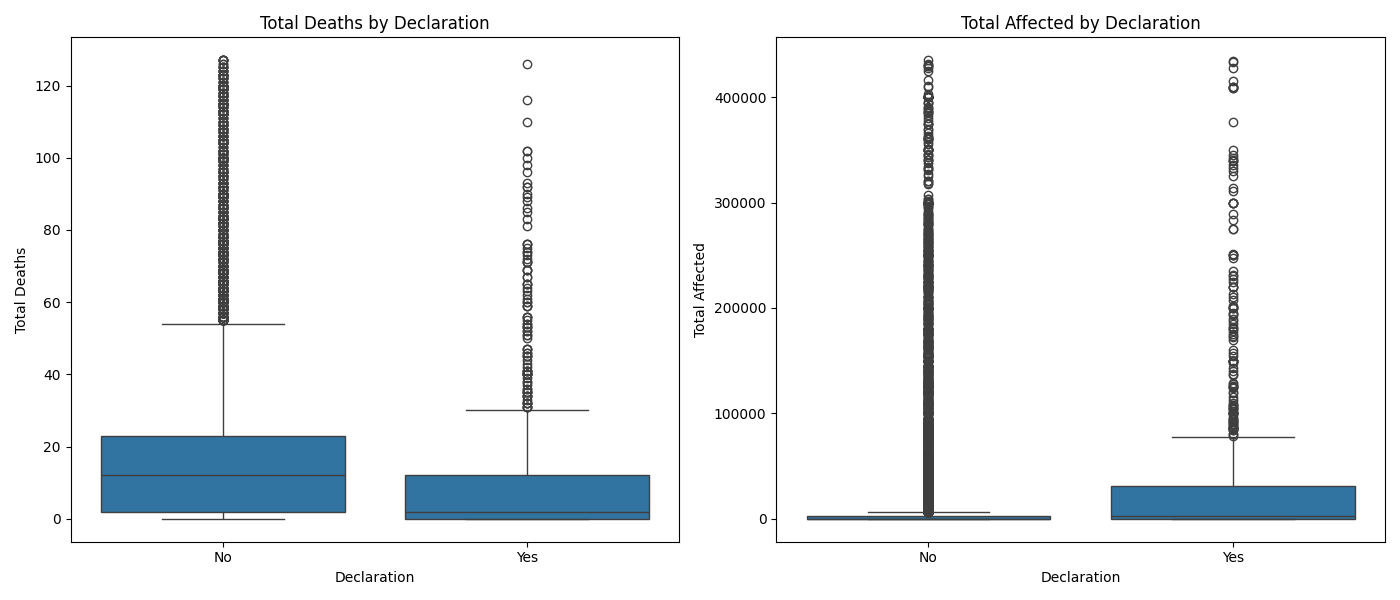 Total Deaths by Declaration
120
100
80
60
40
20
0
Total Deaths
No
Yes
Declaration
Total Affected by Declaration
400000
300000
200000
100000
0
Total Affected
No
Yes
Declaration